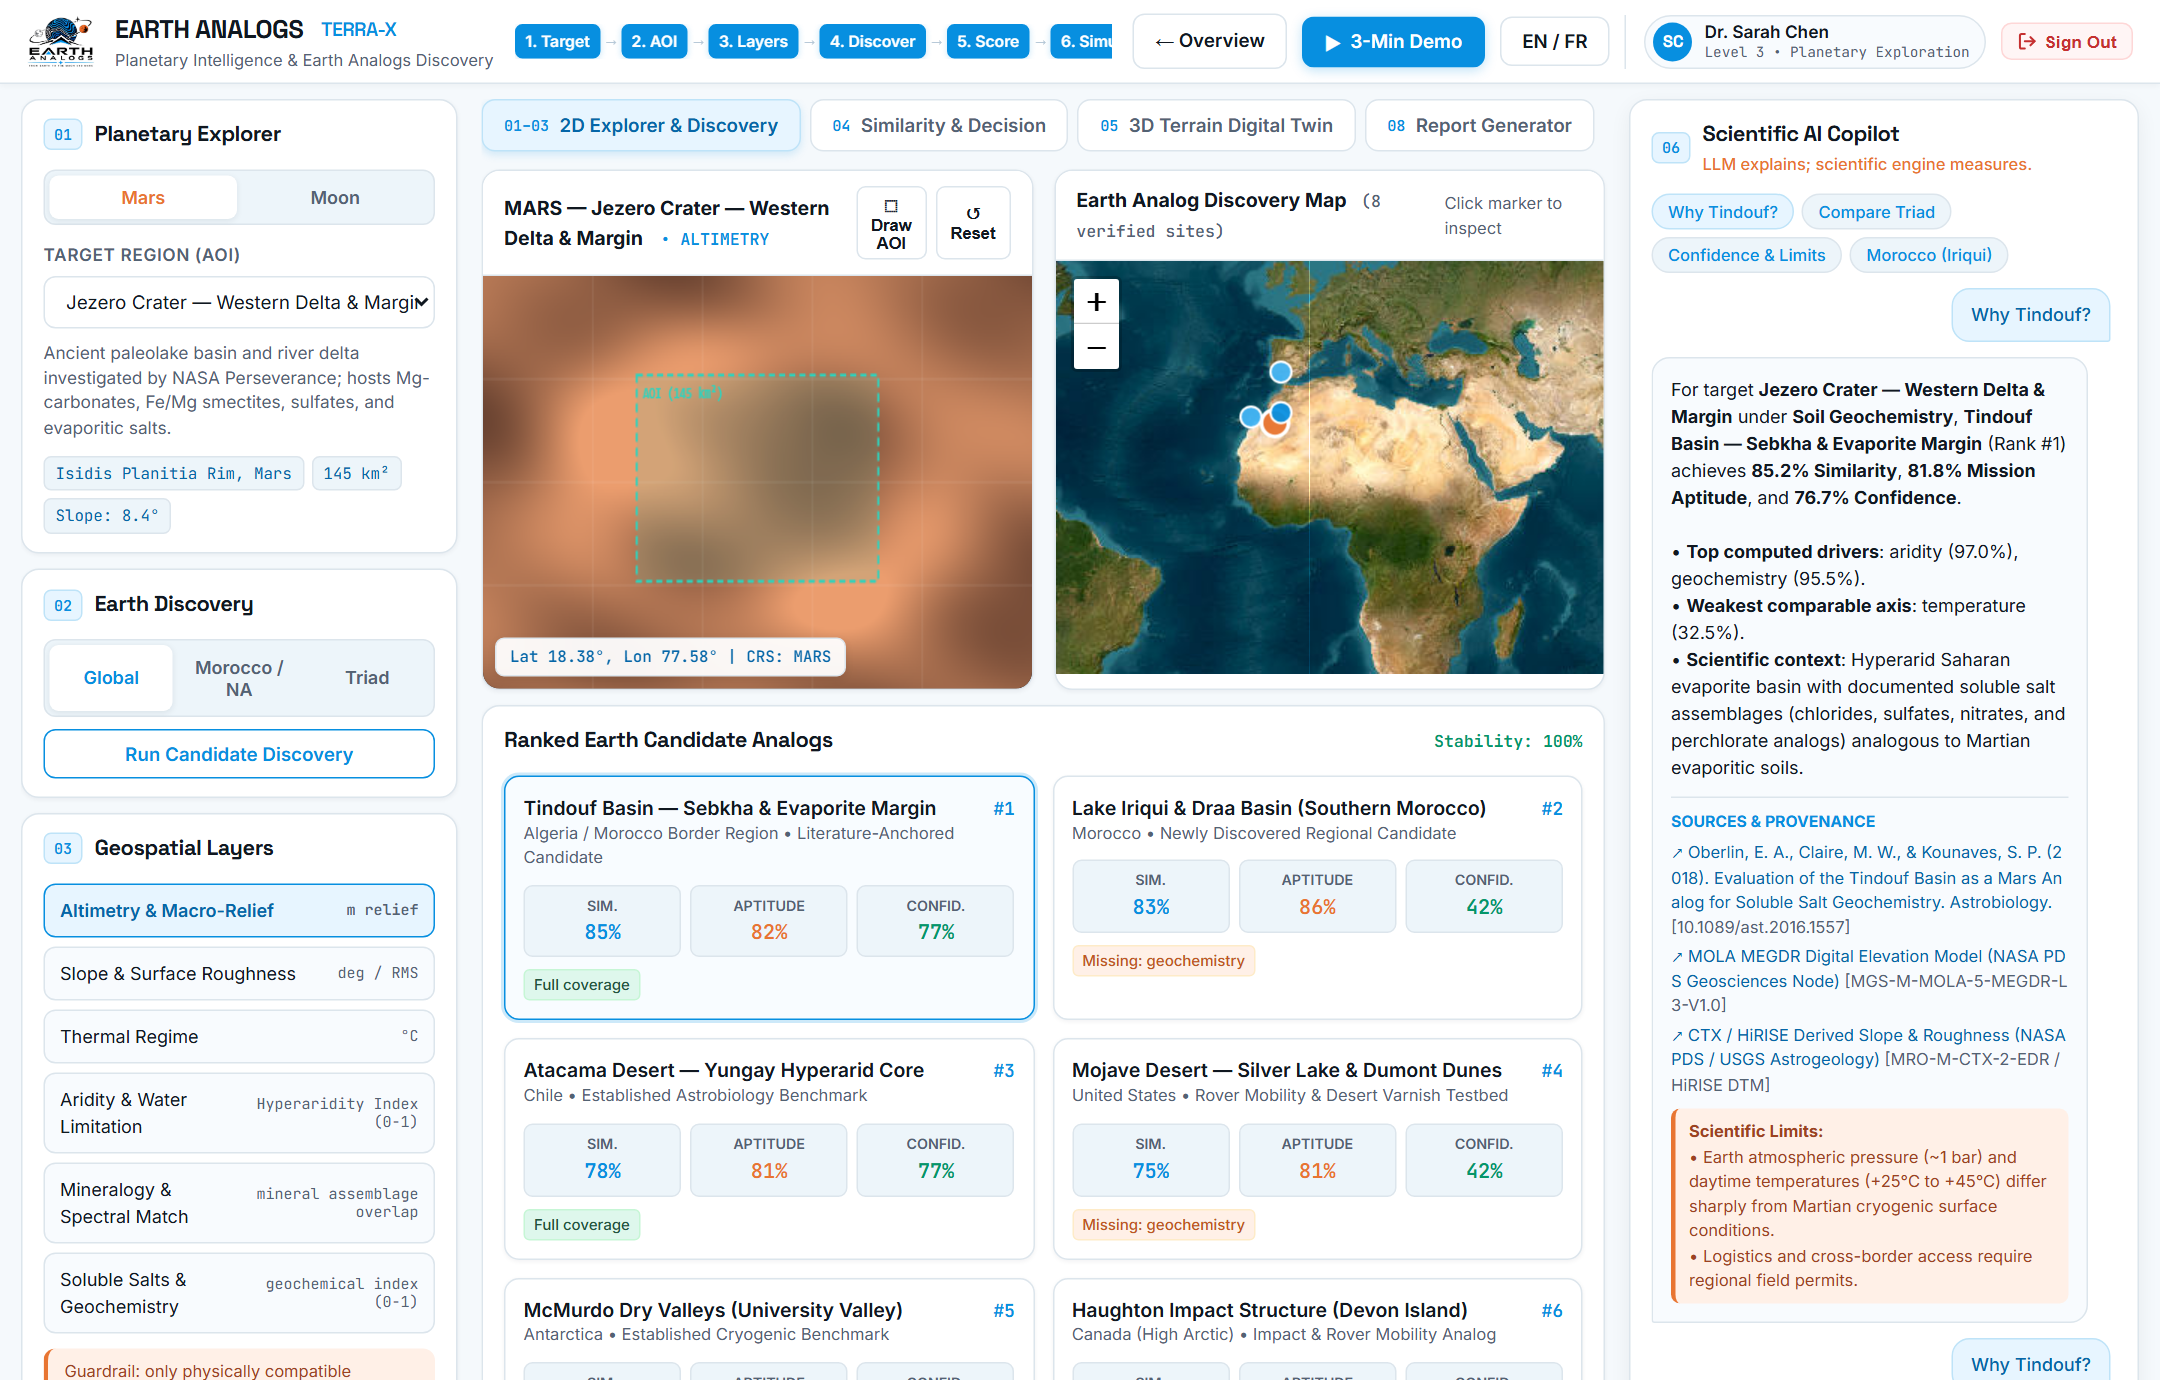 EARTH ANALOGS
EARTH ANALOGS TERRA-X
Planetary Intelligence & Earth Analogs Discovery
1. Target → 2. AOI → 3. Layers → 4. Discover → 5. Score → 6. Simu
← Overview
▶ 3-Min Demo
EN / FR
SC
Dr. Sarah Chen
Level 3 • Planetary Exploration
Sign Out
01 Planetary Explorer
Mars
Moon
TARGET REGION (AOI)
Jezero Crater — Western Delta & Margin
Ancient paleolake basin and river delta
investigated by NASA Perseverance; hosts Mg-
carbonates, Fe/Mg smectites, sulfates, and
evaporitic salts.
Isidis Planitia Rim, Mars
145 km²
Slope: 8.4°
02 Earth Discovery
Global
Morocco /
NA
Triad
Run Candidate Discovery
03 Geospatial Layers
Altimetry & Macro-Relief m relief
Slope & Surface Roughness deg / RMS
Thermal Regime °C
Aridity & Water
Limitation
Hyperaridity Index
(0-1)
Mineralogy &
Spectral Match
mineral assemblage
overlap
Soluble Salts &
Geochemistry
geochemical index
(0-1)
Guardrail: only physically compatible
01-03 2D Explorer & Discovery
04 Similarity & Decision
05 3D Terrain Digital Twin
08 Report Generator
MARS — Jezero Crater — Western
Delta & Margin • ALTIMETRY
Draw
AOI
↺
Reset
AOI (145 km²)
Lat 18.38°, Lon 77.58° | CRS: MARS
Earth Analog Discovery Map (8
verified sites)
Click marker to
inspect
+
−
Ranked Earth Candidate Analogs
Stability: 100%
Tindouf Basin — Sebkha & Evaporite Margin #1
Algeria / Morocco Border Region • Literature-Anchored
Candidate
SIM. APTITUDE CONFID.
85% 82% 77%
Full coverage
Lake Iriqui & Draa Basin (Southern Morocco) #2
Morocco • Newly Discovered Regional Candidate
SIM. APTITUDE CONFID.
83% 86% 42%
Missing: geochemistry
Atacama Desert — Yungay Hyperarid Core #3
Chile • Established Astrobiology Benchmark
SIM. APTITUDE CONFID.
78% 81% 77%
Full coverage
Mojave Desert — Silver Lake & Dumont Dunes #4
United States • Rover Mobility & Desert Varnish Testbed
SIM. APTITUDE CONFID.
75% 81% 42%
Missing: geochemistry
McMurdo Dry Valleys (University Valley) #5
Antarctica • Established Cryogenic Benchmark
Haughton Impact Structure (Devon Island) #6
Canada (High Arctic) • Impact & Rover Mobility Analog
06 Scientific AI Copilot
LLM explains; scientific engine measures.
Why Tindouf?
Compare Triad
Confidence & Limits
Morocco (Iriqui)
Why Tindouf?
For target Jezero Crater — Western Delta &
Margin under Soil Geochemistry, Tindouf
Basin — Sebkha & Evaporite Margin (Rank #1)
achieves 85.2% Similarity, 81.8% Mission
Aptitude, and 76.7% Confidence.
• Top computed drivers: aridity (97.0%),
geochemistry (95.5%).
• Weakest comparable axis: temperature
(32.5%).
• Scientific context: Hyperarid Saharan
evaporite basin with documented soluble salt
assemblages (chlorides, sulfates, nitrates, and
perchlorate analogs) analogous to Martian
evaporitic soils.
SOURCES & PROVENANCE
↗ Oberlin, E. A., Claire, M. W., & Kounaves, S. P. (2
018). Evaluation of the Tindouf Basin as a Mars An
alog for Soluble Salt Geochemistry. Astrobiology.
[10.1089/ast.2016.1557]
↗ MOLA MEGDR Digital Elevation Model (NASA PD
S Geosciences Node) [MGS-M-MOLA-5-MEGDR-L
3-V1.0]
↗ CTX / HiRISE Derived Slope & Roughness (NASA
PDS / USGS Astrogeology) [MRO-M-CTX-2-EDR /
HiRISE DTM]
Scientific Limits:
• Earth atmospheric pressure (~1 bar) and
daytime temperatures (+25°C to +45°C) differ
sharply from Martian cryogenic surface
conditions.
• Logistics and cross-border access require
regional field permits.
Why Tindouf?